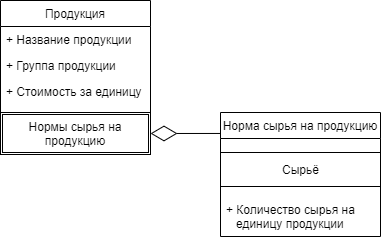 Продукция
+ Название продукции
+ Группа продукции
+ Стоимость за единицу
Нормы сырья на
продукцию
Норма сырья на продукцию
Сырьё
+ Количество сырья на
единицу продукции